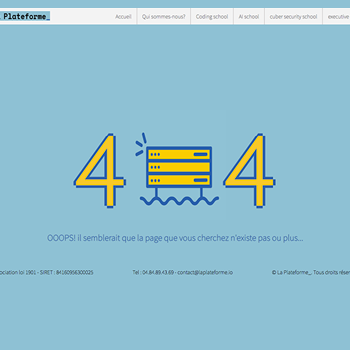 Plateforme_
Accueil
Qui sommes-nous?
Coding school
AI school
cuber security school
executive
4 4
OOOPS! il semblerait que la page que vous cherchez n'existe pas ou plus...
ociation loi 1901 - SIRET : 84160956300025
Tel : 04.84.89.43.69 - contact@laplateforme.io
© La Plateforme_. Tous droits réser